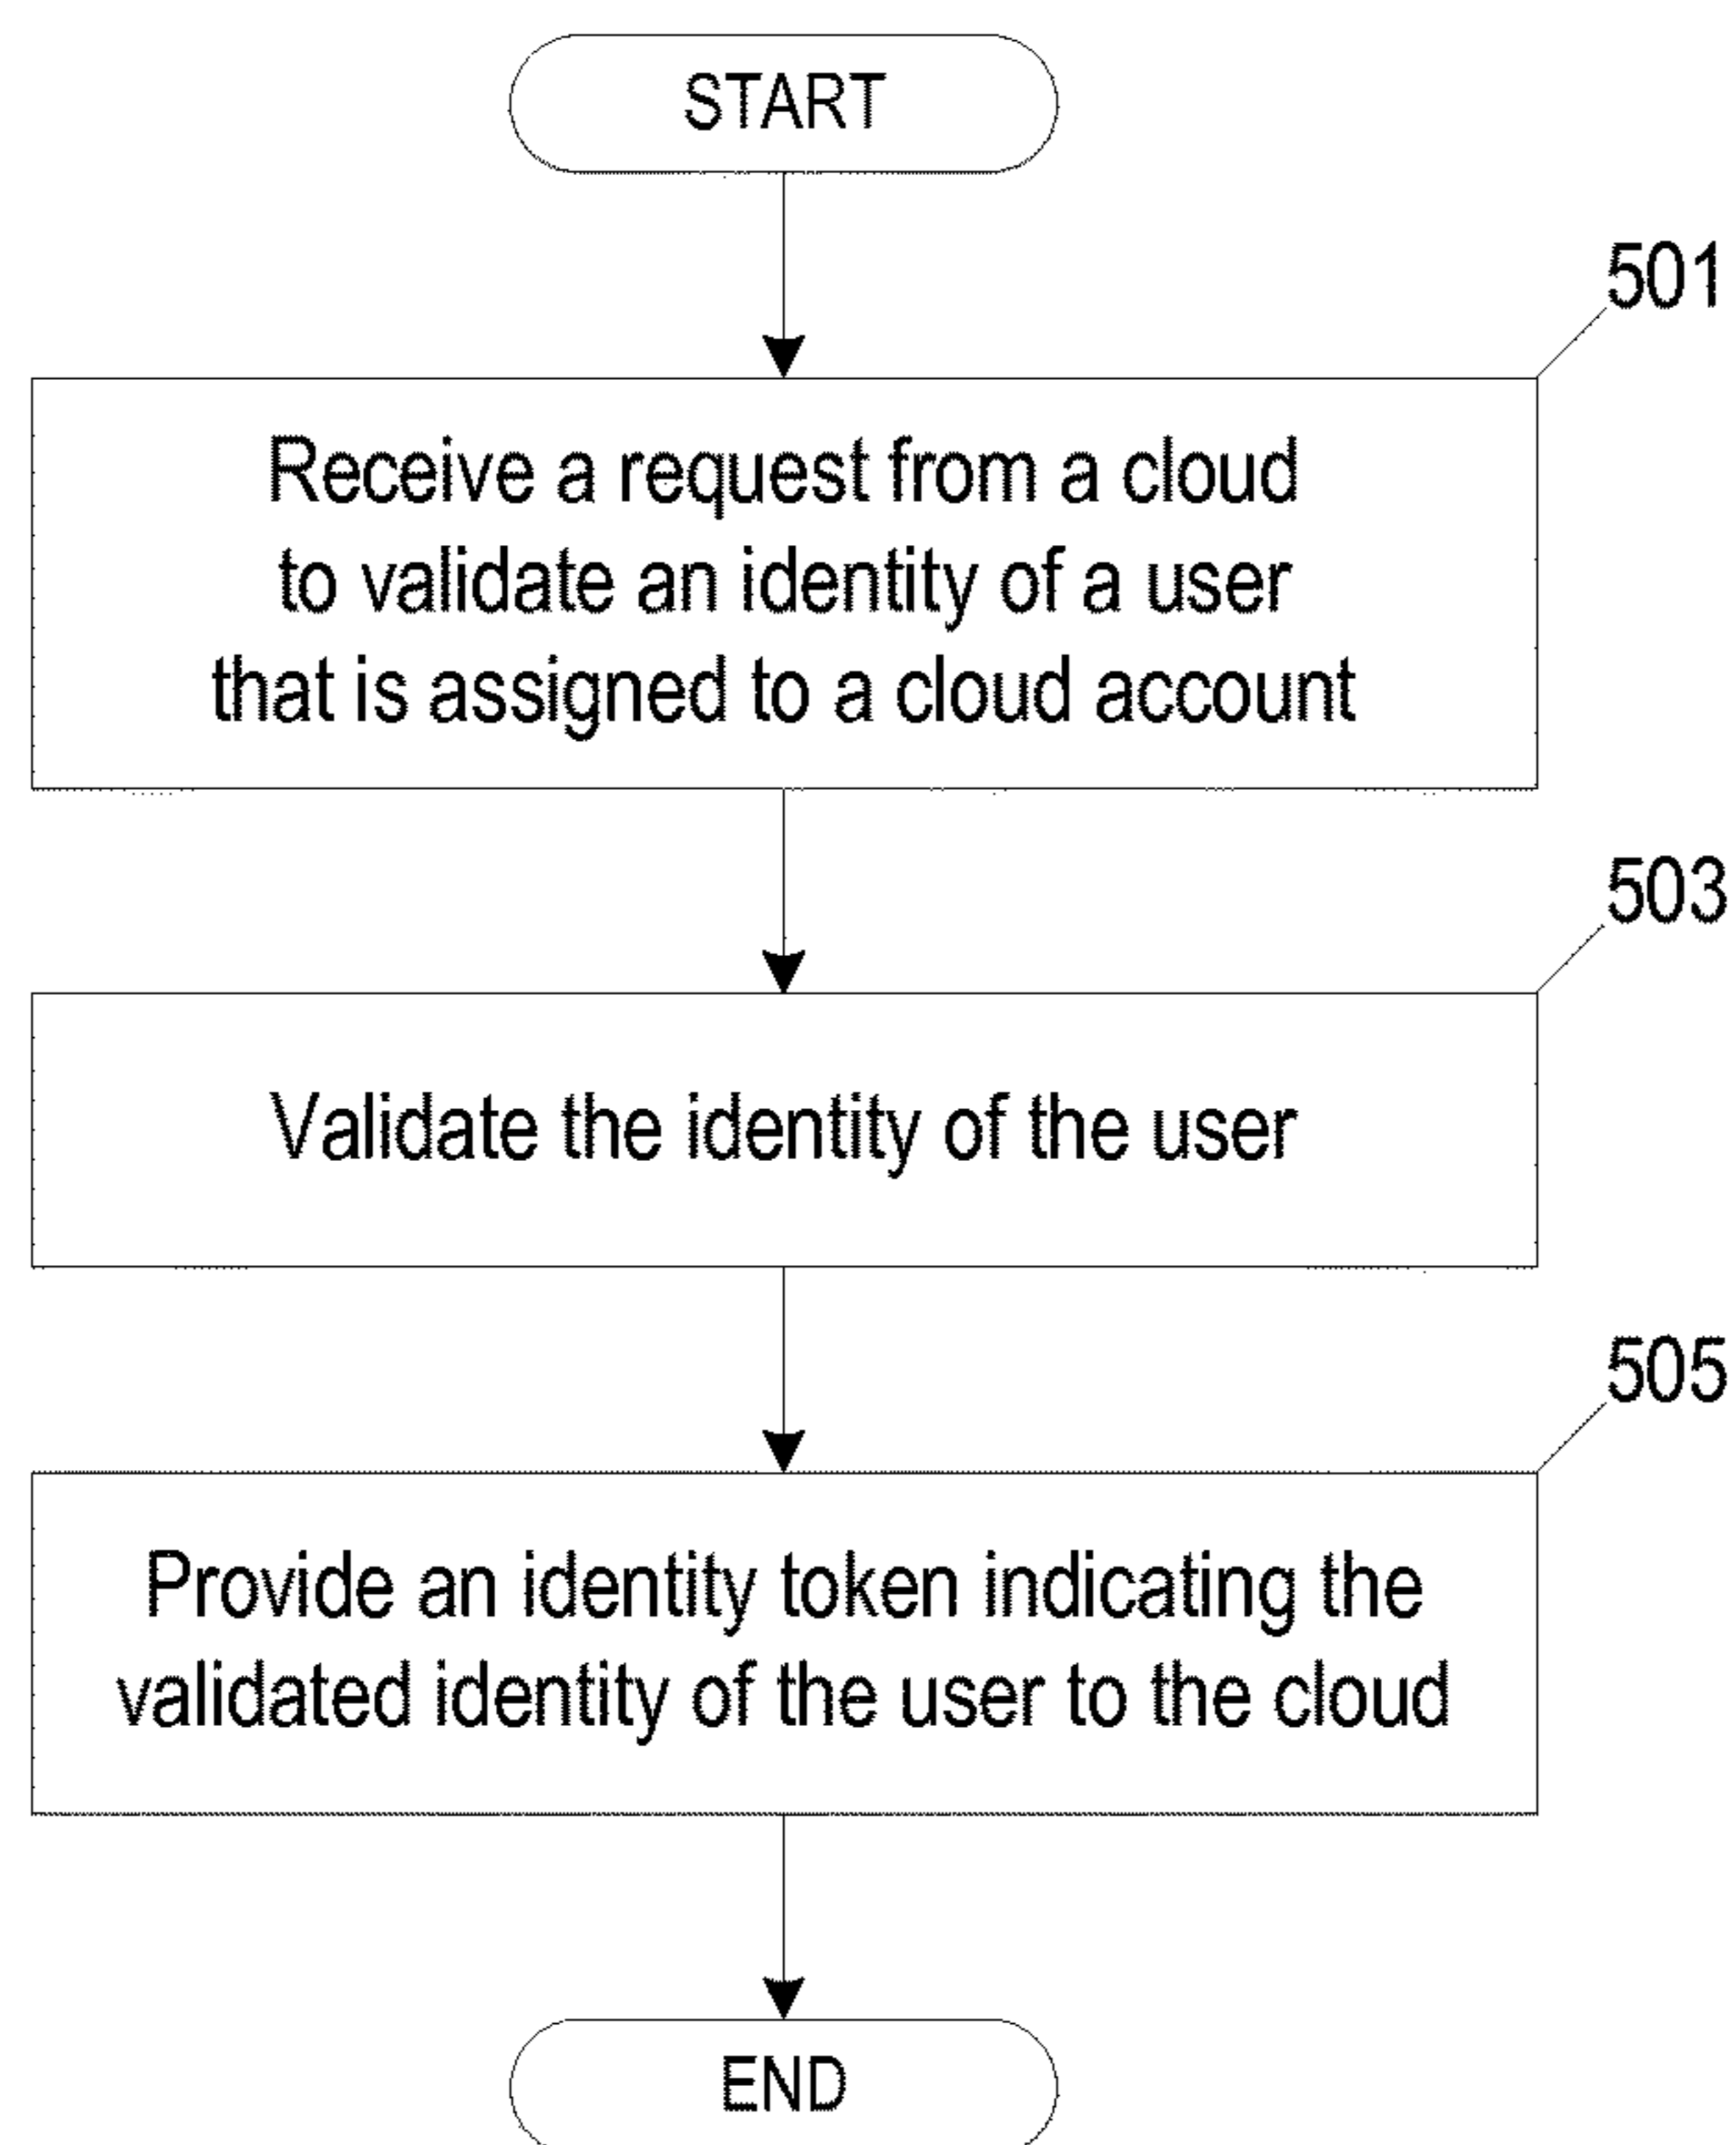 START
501
Receive a request from a cloud
to validate an identity of a user
that is assigned to a cloud account
503
Validate the identity of the user
505
Provide an identity token indicating the
validated identity of the user to the cloud
END